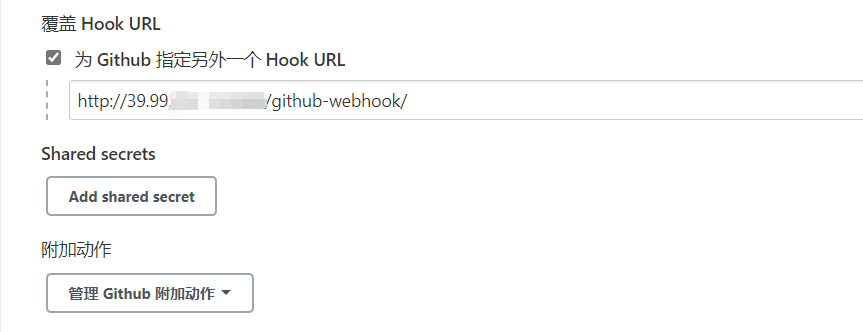 覆盖 Hook URL
为 Github 指定另外一个 Hook URL
http://39.99. /github-webhook/
Shared secrets
Add shared secret
附加动作
管理 Github 附加动作